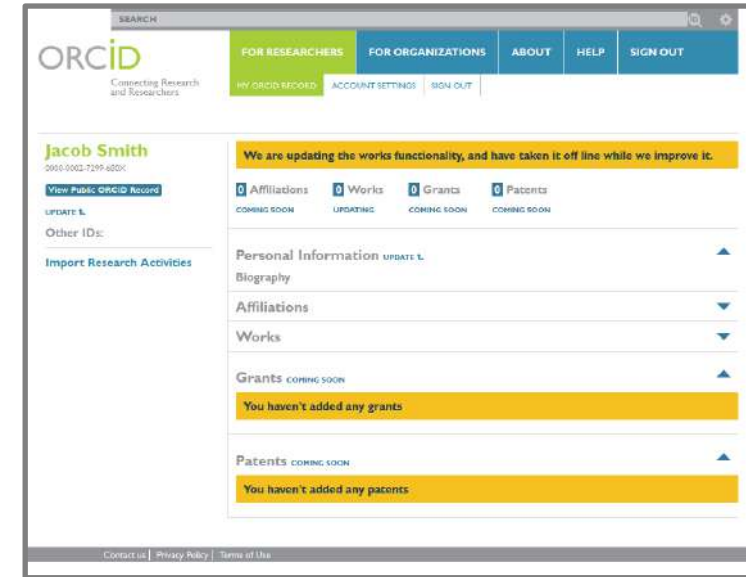 SEARCH
ORCiD
Connecting Research
and Researchers
FOR RESEARCHERS FOR ORGANIZATIONS ABOUT HELP SIGN OUT
MY ORCID RECORD ACCOUNT SETTINGS SIGN OUT
Jacob Smith
View Public ORCID Record
UPDATE
Other IDs:
Import Research Activities
We are updating the works functionality, and have taken it off line while we improve it.
0 Affiliations 0 Works 0 Grants 0 Patents
COMING SOON UPDATING COMING SOON COMING SOON
Personal Information UPDATE
Biography
Affiliations
Works
Grants COMING SOON
You haven't added any grants
Patents COMING SOON
You haven't added any patents
Contact us | Privacy Policy | Terms of Use